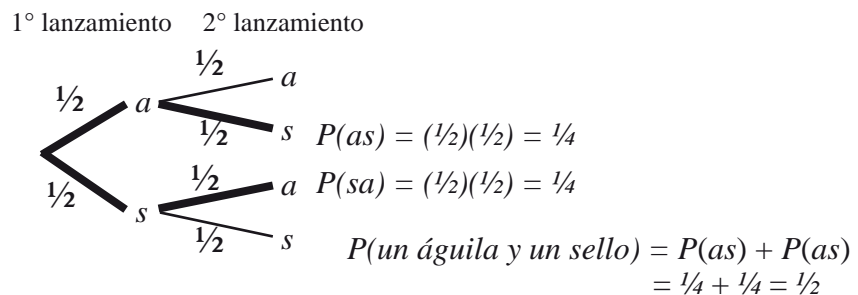 1° lanzamiento 2° lanzamiento
½ a
½ a
½ s P(as) = (½)(½) = ¼
½ s
½ a P(sa) = (½)(½) = ¼
½ s
P(un águila y un sello) = P(as) + P(as)
= ¼ + ¼ = ½